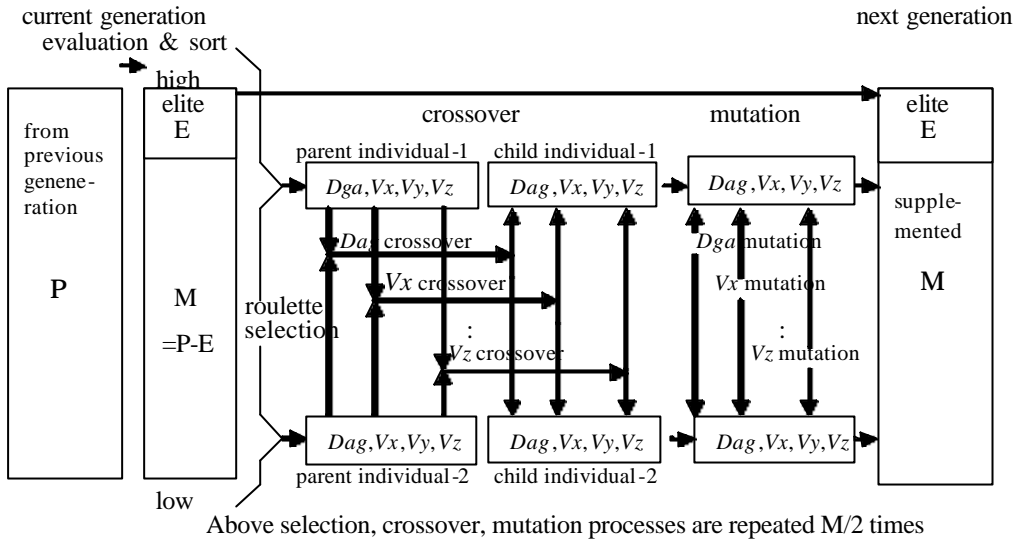 current generation
next generation
evaluation & sort
high
elite
E
elite
E
crossover
mutation
from
previous
genene-
ration
parent individual-1
child individual-1
Dga,Vx,Vy,Vz
Dag,Vx,Vy,Vz
Dag,Vx,Vy,Vz
supple-
mented
Dag crossover
Dga mutation
P
M
=P-E
roulette
selection
Vx crossover
Vx mutation
M
:
:
Vz crossover
Vz mutation
Dag,Vx,Vy,Vz
Dag,Vx,Vy,Vz
Dag,Vx,Vy,Vz
parent individual-2
child individual-2
low
Above selection, crossover, mutation processes are repeated M/2 times